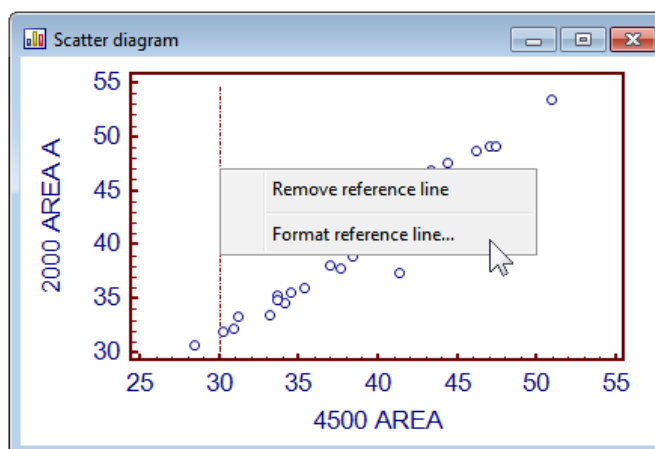 Scatter diagram
55
50
45
40
35
30
2000 AREA A
Remove reference line
Format reference line...
25 30 35 40 45 50 55
4500 AREA